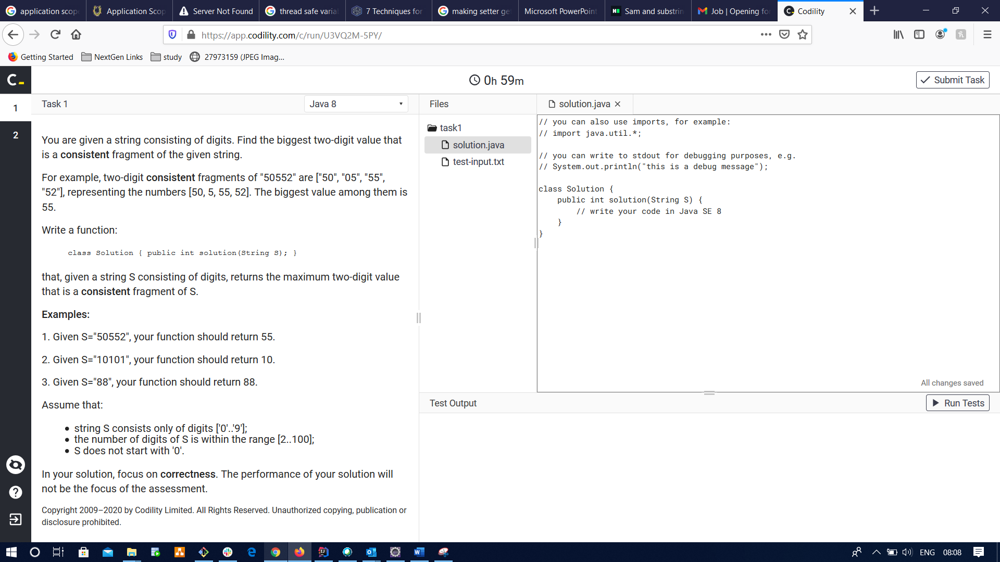 application scop
Application Scop
Server Not Found
thread safe varial
7 Techniques for
making setter ge
Microsoft PowerPoint
Sam and substrin
Job | Opening fo
Codility
https://app.codility.com/c/run/U3VQ2M-5PY/
Getting Started
NextGen Links
study
27973159 (JPEG Imag...
0h 59m
Submit Task
1
2
Task 1
Java 8
You are given a string consisting of digits. Find the biggest two-digit value that
is a consistent fragment of the given string.
For example, two-digit consistent fragments of "50552" are ["50", "05", "55",
"52"], representing the numbers [50, 5, 55, 52]. The biggest value among them is
55.
Write a function:
class Solution { public int solution(String S); }
that, given a string S consisting of digits, returns the maximum two-digit value
that is a consistent fragment of S.
Examples:
1. Given S="50552", your function should return 55.
2. Given S="10101", your function should return 10.
3. Given S="88", your function should return 88.
Assume that:
• string S consists only of digits ['0'..'9'];
• the number of digits of S is within the range [2..100];
• S does not start with '0'.
In your solution, focus on correctness. The performance of your solution will
not be the focus of the assessment.
Copyright 2009–2020 by Codility Limited. All Rights Reserved. Unauthorized copying, publication or
disclosure prohibited.
Files
task1
solution.java
test-input.txt
solution.java
// you can also use imports, for example:
// import java.util.*;
// you can write to stdout for debugging purposes, e.g.
// System.out.println("this is a debug message");
class Solution {
public int solution(String S) {
// write your code in Java SE 8
}
}
All changes saved
Test Output
Run Tests
ENG
08:08